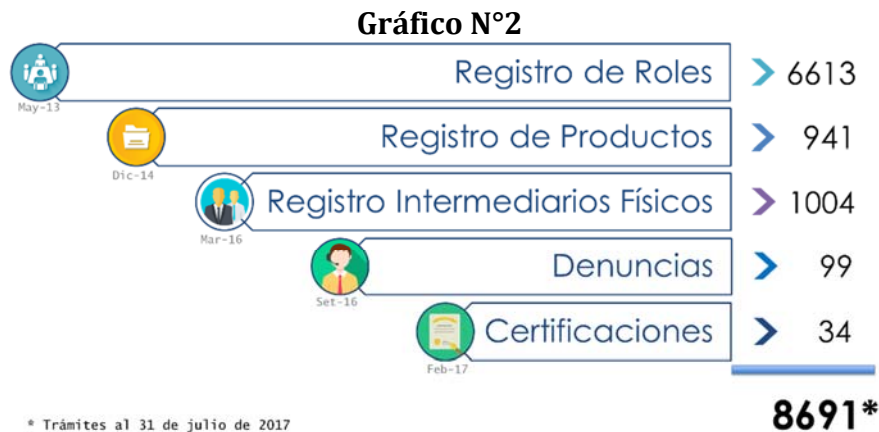 Gráfico N°2
Registro de Roles 6613
May-13
Registro de Productos 941
Dic-14
Registro Intermediarios Físicos 1004
Mar-16
Denuncias 99
Set-16
Certificaciones 34
Feb-17
8691*
* Trámites al 31 de julio de 2017